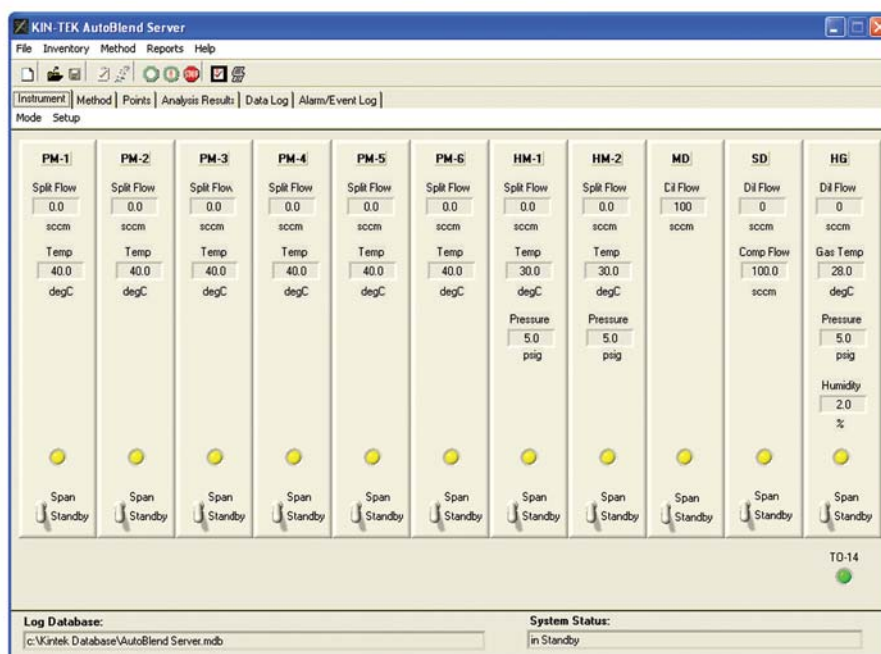 KIN-TEK AutoBlend Server
File Inventory Method Reports Help
STOP
Instrument Method Points Analysis Results Data Log Alarm/Event Log
Mode Setup
PM-1 PM-2 PM-3 PM-4 PM-5 PM-6 HM-1 HM-2 MD SD HG
Split Flow Split Flow Split Flow Split Flow Split Flow Split Flow Split Flow Split Flow Dil Flow Dil Flow Dil Flow
0.0 0.0 0.0 0.0 0.0 0.0 0.0 0.0 100 0 0
sccm sccm sccm sccm sccm sccm sccm sccm sccm sccm sccm
Temp Temp Temp Temp Temp Temp Temp Temp Comp Flow Gas Temp
40.0 40.0 40.0 40.0 40.0 40.0 30.0 30.0 100.0 28.0
degC degC degC degC degC degC degC degC sccm degC
Pressure Pressure Pressure
5.0 5.0 5.0
psig psig psig
Humidity
2.0
%
Span Span Span Span Span Span Span Span Span Span Span
Standby Standby Standby Standby Standby Standby Standby Standby Standby Standby Standby
TO-14
Log Database: System Status:
c:\Kintek Database\AutoBlend Server.mdb in Standby